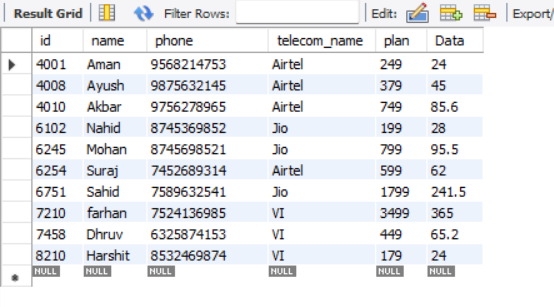 Result Grid Filter Rows: Edit: Export/
id name phone telecom_name plan Data
4001 Aman 9568214753 Airtel 249 24
4008 Ayush 9875632145 Airtel 379 45
4010 Akbar 9756278965 Airtel 749 85.6
6102 Nahid 8745369852 Jio 199 28
6245 Mohan 8745698521 Jio 799 95.5
6254 Suraj 7452689314 Airtel 599 62
6751 Sahid 7589632541 Jio 1799 241.5
7210 farhan 7524136985 VI 3499 365
7458 Dhruv 6325874153 VI 449 65.2
8210 Harshit 8532469874 VI 179 24
NULL NULL NULL NULL NULL NULL